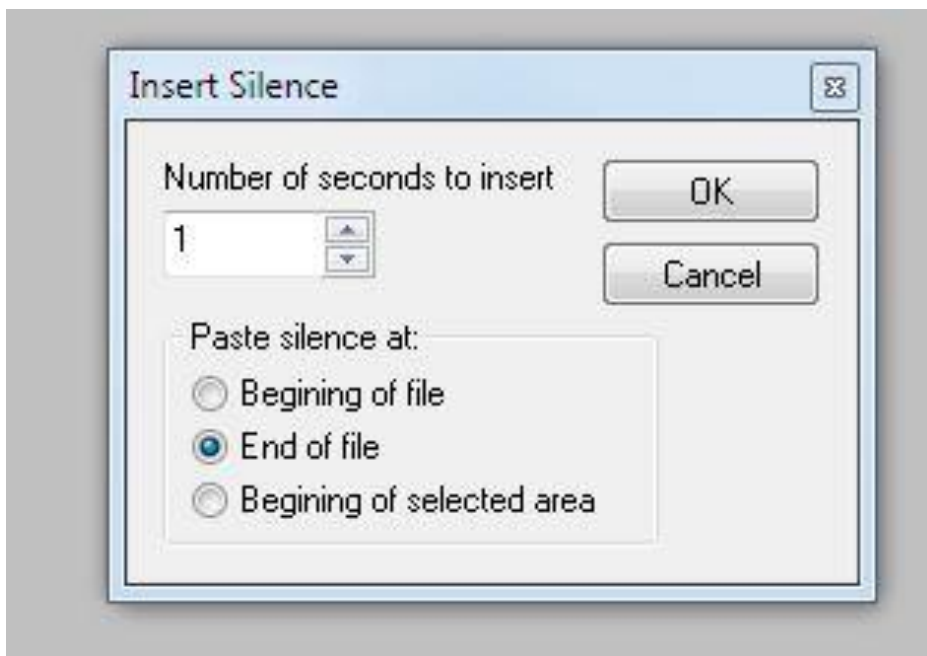 Insert Silence
Number of seconds to insert
1
OK
Cancel
Paste silence at:
Begining of file
End of file
Begining of selected area